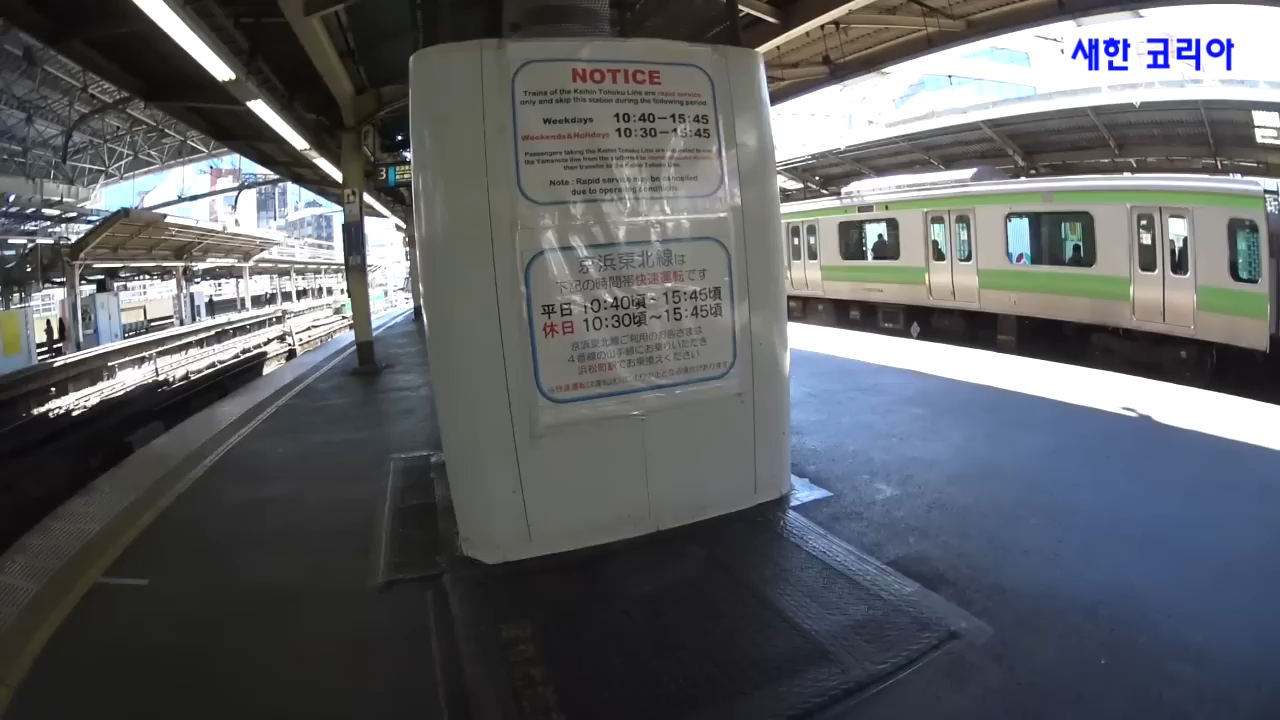 새한 코리아
NOTICE
Trains of the Keihin Tohoku Line are rapid service
only and skip this station during the following period.
Weekdays 10:40-15:45
Weekends&Holidays 10:30-15:45
Passengers taking the Keihin Tohoku Line are requested to
the Yamanote line from the platform
then transfer to the Keihin Tohoku Line.
Note : Rapid service may be cancelled
due to operating conditions.
3
京浜東北線は
下記の時間帯快速運転です
平日 10:40頃~15:45頃
休日 10:30頃~15:45頃
京浜東北線ご利用のお客さまは
4番線の山手線にお乗りいただき
浜松町駅でお乗換えください